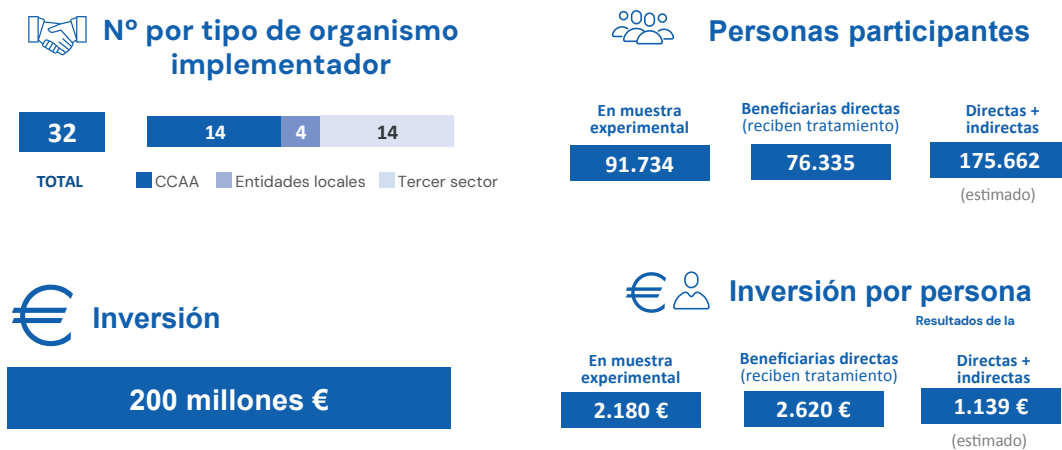 Nº por tipo de organismo
implementador
32
TOTAL
14 4 14
CCAA Entidades locales Tercer sector
Personas participantes
En muestra
experimental
91.734
Beneficiarias directas
(reciben tratamiento)
76.335
Directas +
indirectas
175.662
(estimado)
€ Inversión
200 millones €
€ Inversión por persona
Resultados de la
En muestra
experimental
2.180 €
Beneficiarias directas
(reciben tratamiento)
2.620 €
Directas +
indirectas
1.139 €
(estimado)